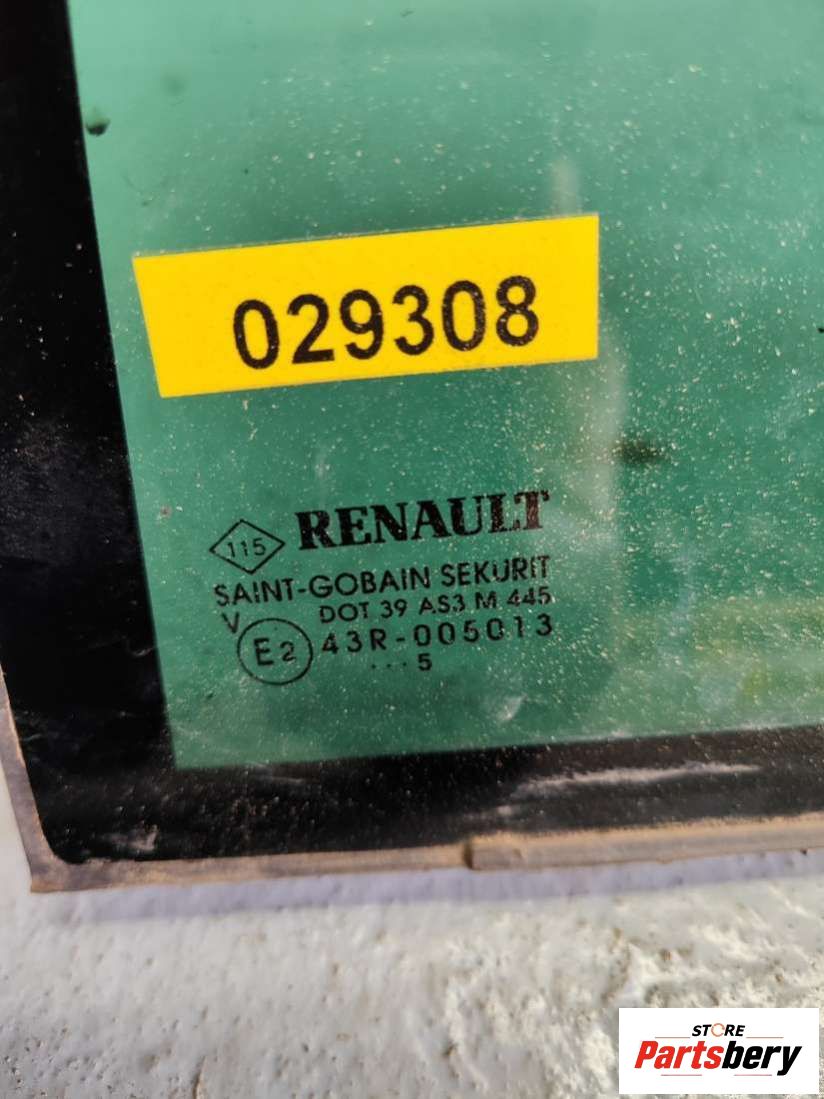 029308
115 RENAULT
SAINT-GOBAIN SEKURIT
V DOT 39 AS3 M 445
E2 43R-005013
...5
STORE
Partsbery